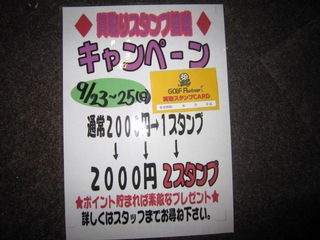 買取りスタンプ倍増
キャンペーン
9/23～25(日)
GOLF Partner
買取スタンプCARD
通常2000円→1スタンプ
↓ ↓ ↓
2000円 2スタンプ
★ポイント貯まれば素敵なプレゼント★
詳しくはスタッフまでお尋ね下さい。